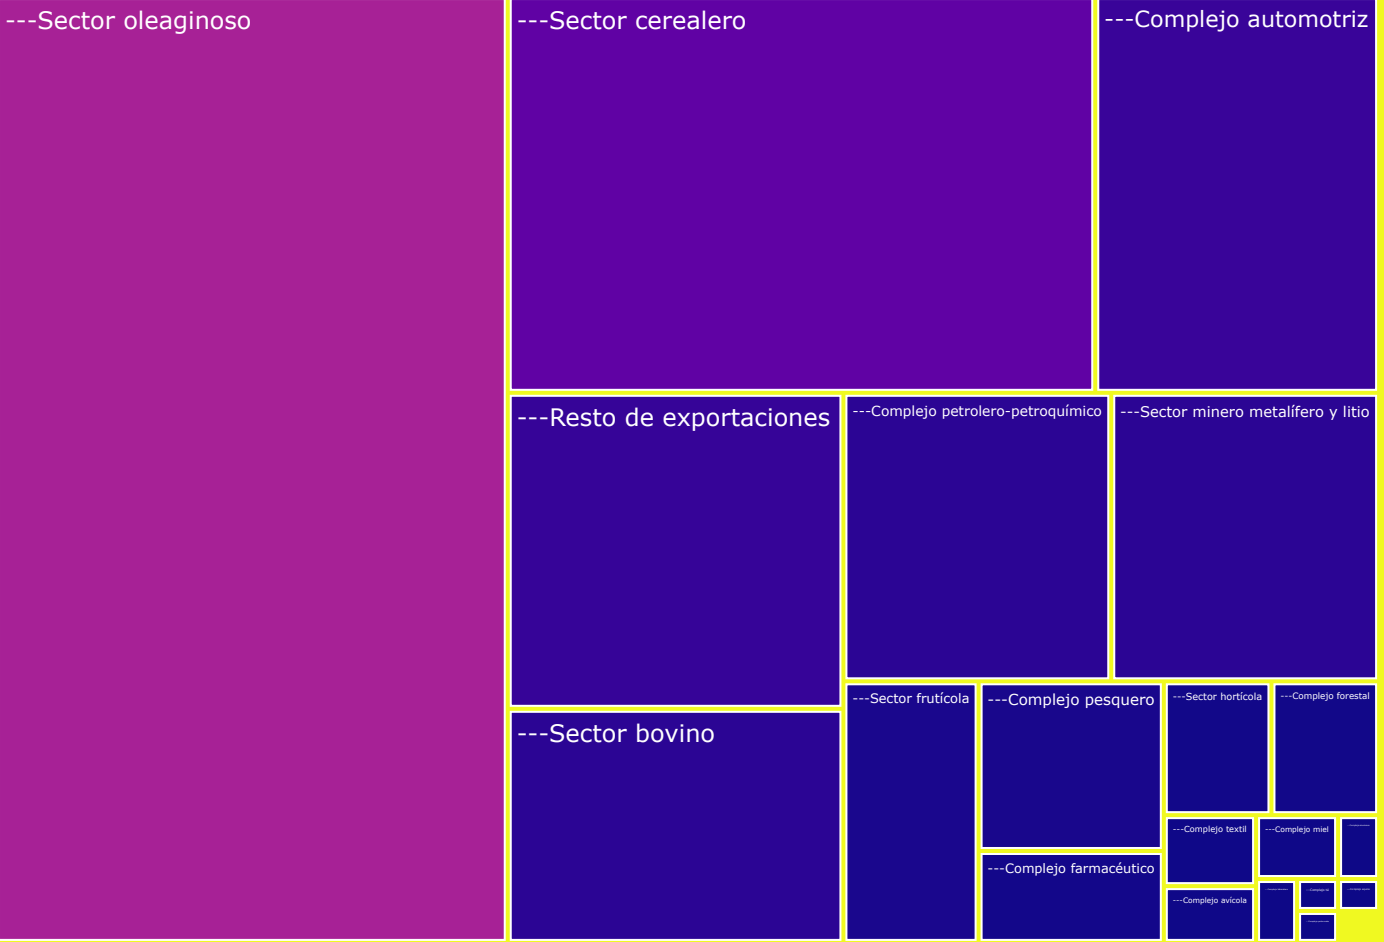 ---Sector oleaginoso
---Sector cerealero
---Complejo automotriz
---Resto de exportaciones
---Complejo petrolero-petroquímico
---Sector minero metalífero y litio
---Sector bovino
---Sector frutícola
---Complejo pesquero
---Sector hortícola
---Complejo forestal
---Complejo farmacéutico
---Complejo textil
---Complejo miel
---Complejo avícola